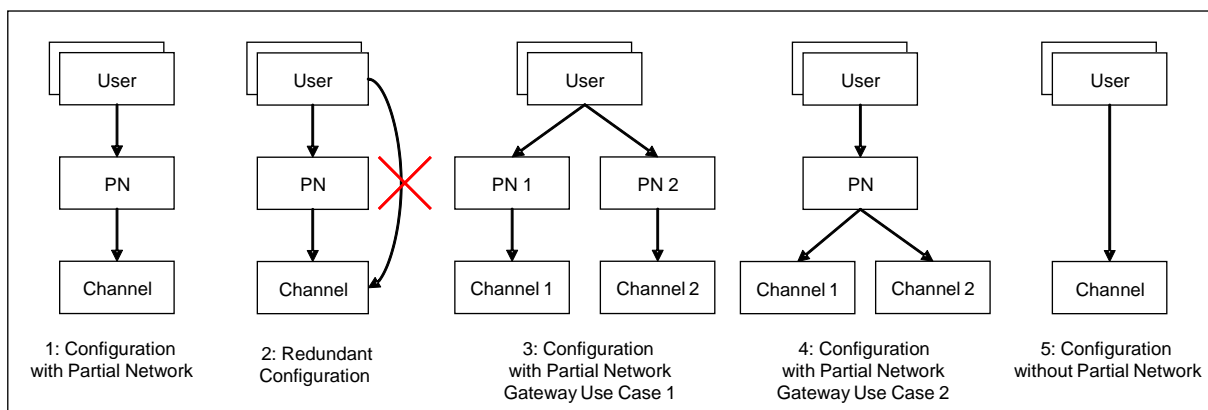 User
User
User
User
User
PN
PN
PN 1
PN 2
PN
Channel
Channel
Channel 1
Channel 2
Channel 1
Channel 2
Channel
1: Configuration
with Partial Network
2: Redundant
Configuration
3: Configuration
with Partial Network
Gateway Use Case 1
4: Configuration
with Partial Network
Gateway Use Case 2
5: Configuration
without Partial Network